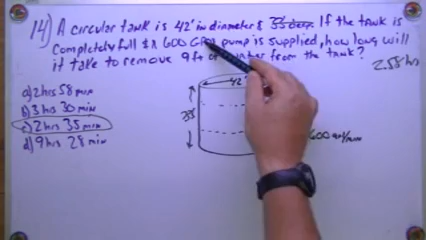 14) A circular tank is 42' in diameter & 35' deep. If the tank is
completely full & a 600 GPM pump is supplied, how long will
it take to remove 9ft of water from the tank?
2.58 hrs
a) 2 hrs 58 min
b) 3 hrs 30 min
c) 2 hrs 35 min
d) 9 hrs 28 min
42'
35'
600 gal/min